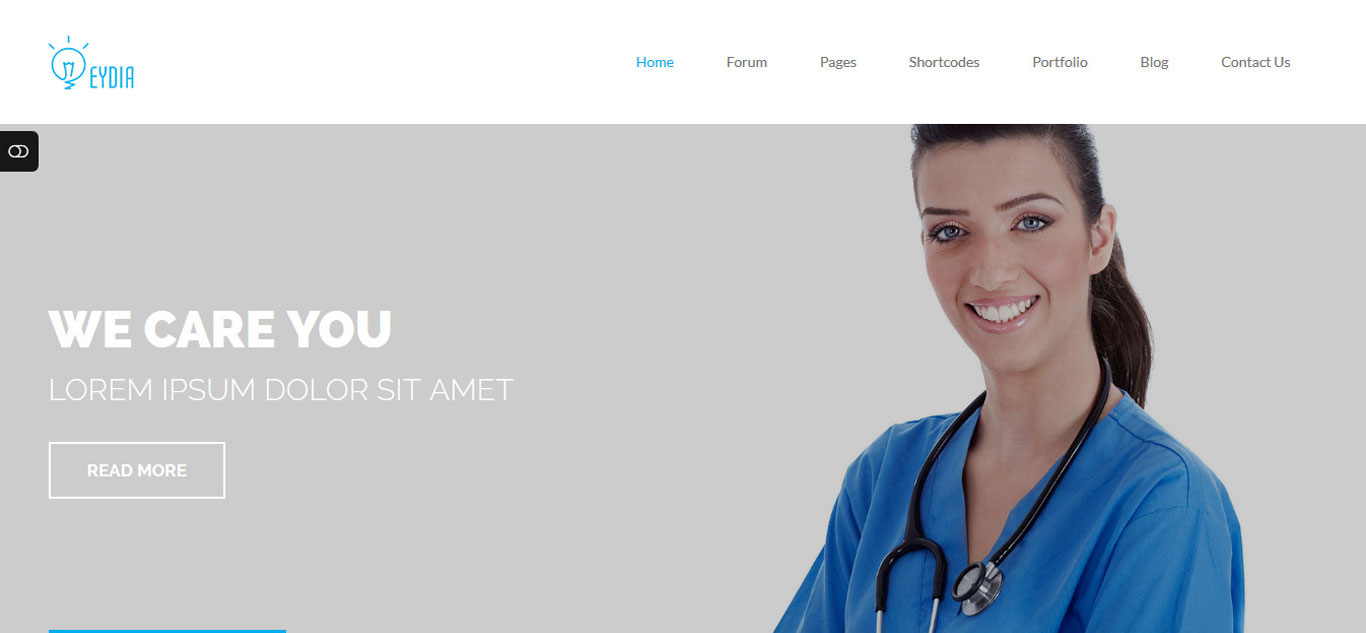 EYDIA
Home Forum Pages Shortcodes Portfolio Blog Contact Us
WE CARE YOU
LOREM IPSUM DOLOR SIT AMET
READ MORE